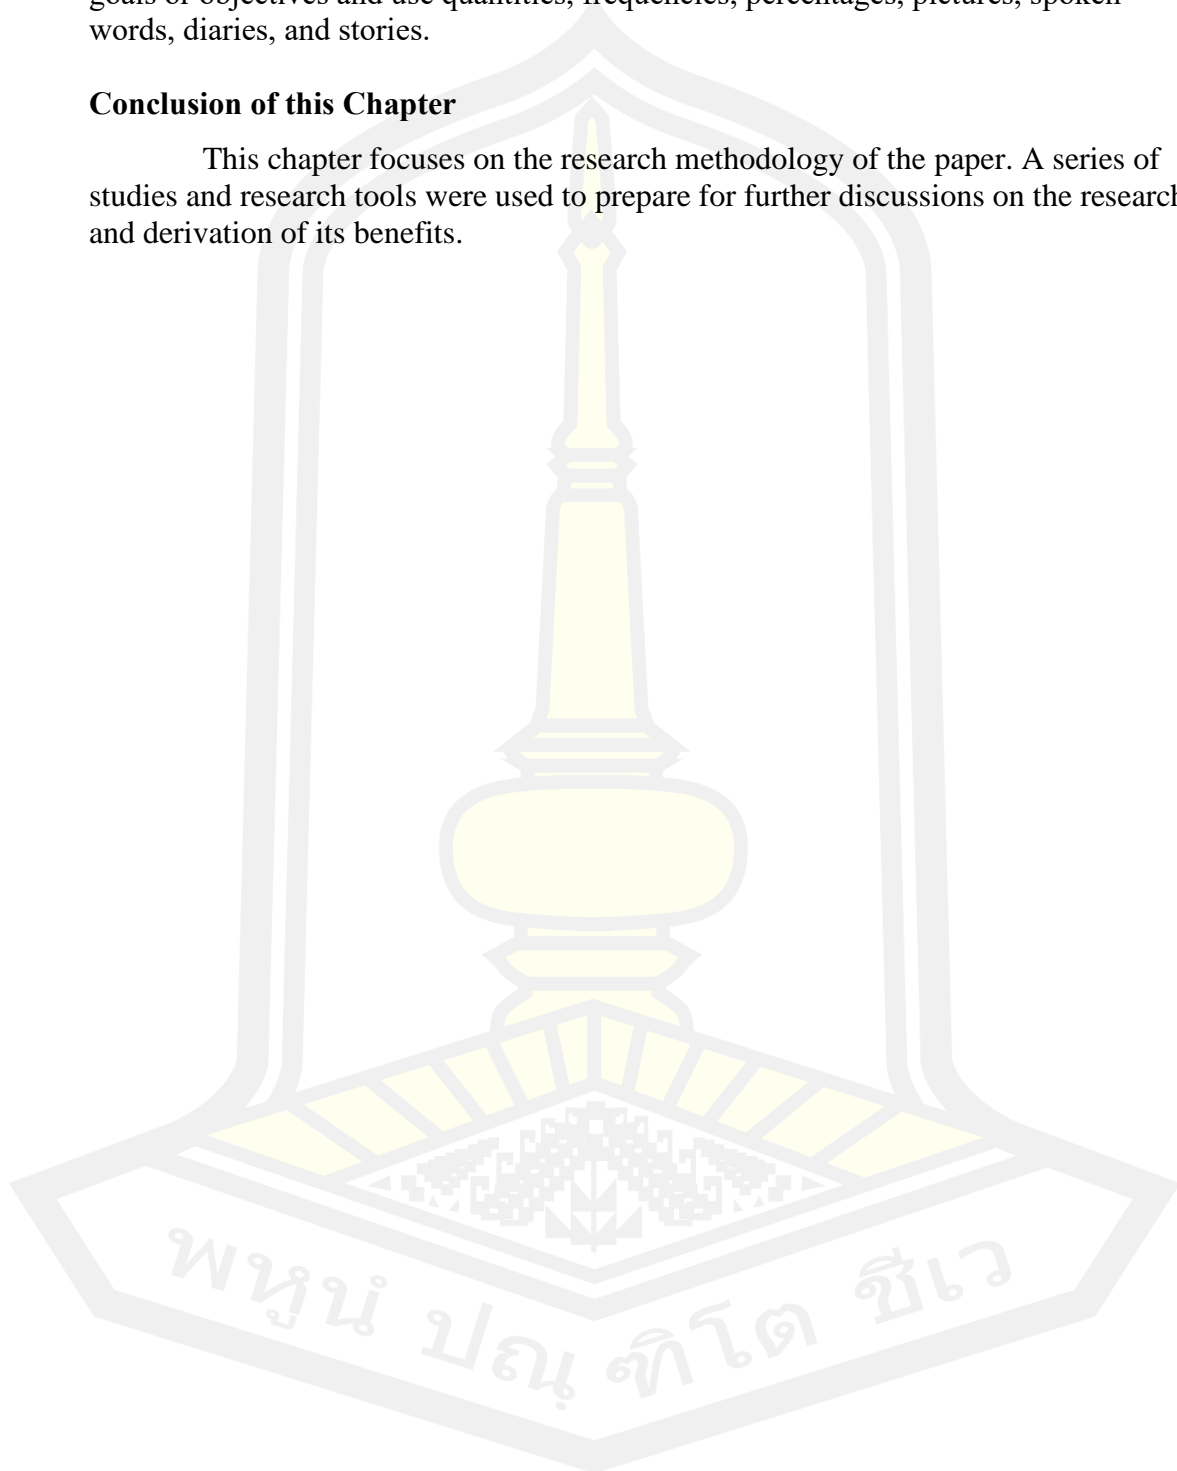 goals or objectives and use quantities, frequencies, percentages, pictures, spoken
words, diaries, and stories.
Conclusion of this Chapter
This chapter focuses on the research methodology of the paper. A series of
studies and research tools were used to prepare for further discussions on the research
and derivation of its benefits.
พหูนํ ปณฺฑิโต ชีเว